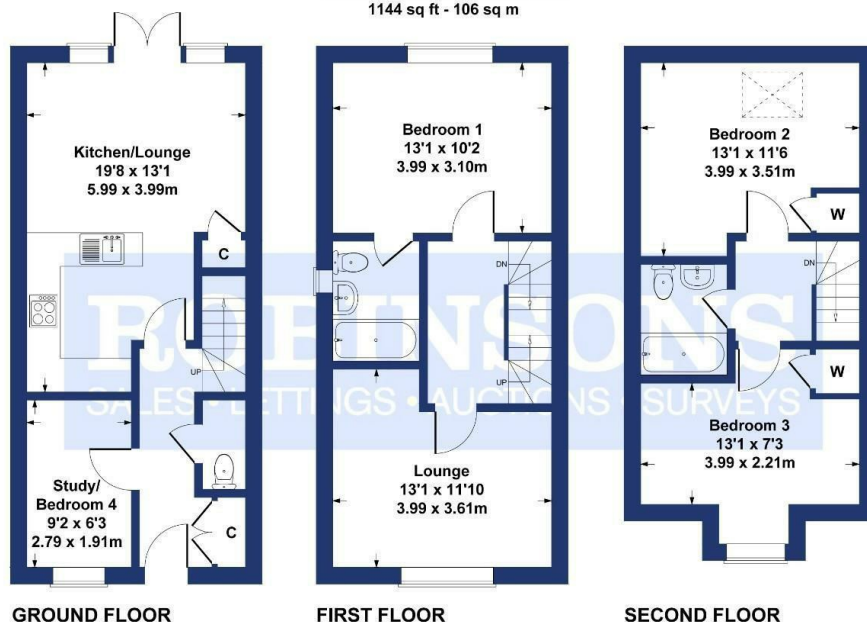 1144 sq ft - 106 sq m
Kitchen/Lounge
19'8 x 13'1
5.99 x 3.99m
C
UP
Study/
Bedroom 4
9'2 x 6'3
2.79 x 1.91m
C
GROUND FLOOR
Bedroom 1
13'1 x 10'2
3.99 x 3.10m
DN
UP
Lounge
13'1 x 11'10
3.99 x 3.61m
FIRST FLOOR
Bedroom 2
13'1 x 11'6
3.99 x 3.51m
W
W
Bedroom 3
13'1 x 7'3
3.99 x 2.21m
SECOND FLOOR
ROBINSONS
SALES • LETTINGS • AUCTIONS • SURVEYS